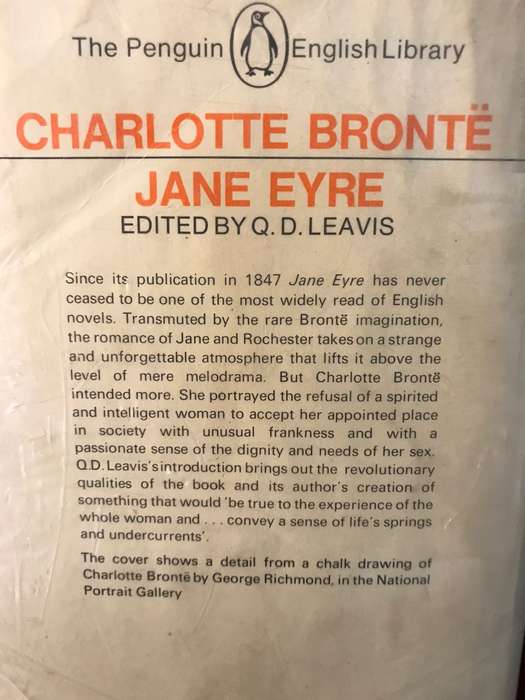 The Penguin English Library
CHARLOTTE BRONTË
JANE EYRE
EDITED BY Q. D. LEAVIS
Since its publication in 1847 Jane Eyre has never
ceased to be one of the most widely read of English
novels. Transmuted by the rare Brontë imagination,
the romance of Jane and Rochester takes on a strange
and unforgettable atmosphere that lifts it above the
level of mere melodrama. But Charlotte Brontë
intended more. She portrayed the refusal of a spirited
and intelligent woman to accept her appointed place
in society with unusual frankness and with a
passionate sense of the dignity and needs of her sex.
Q.D. Leavis's introduction brings out the revolutionary
qualities of the book and its author's creation of
something that would 'be true to the experience of the
whole woman and . . . convey a sense of life's springs
and undercurrents'.
The cover shows a detail from a chalk drawing of
Charlotte Brontë by George Richmond, in the National
Portrait Gallery